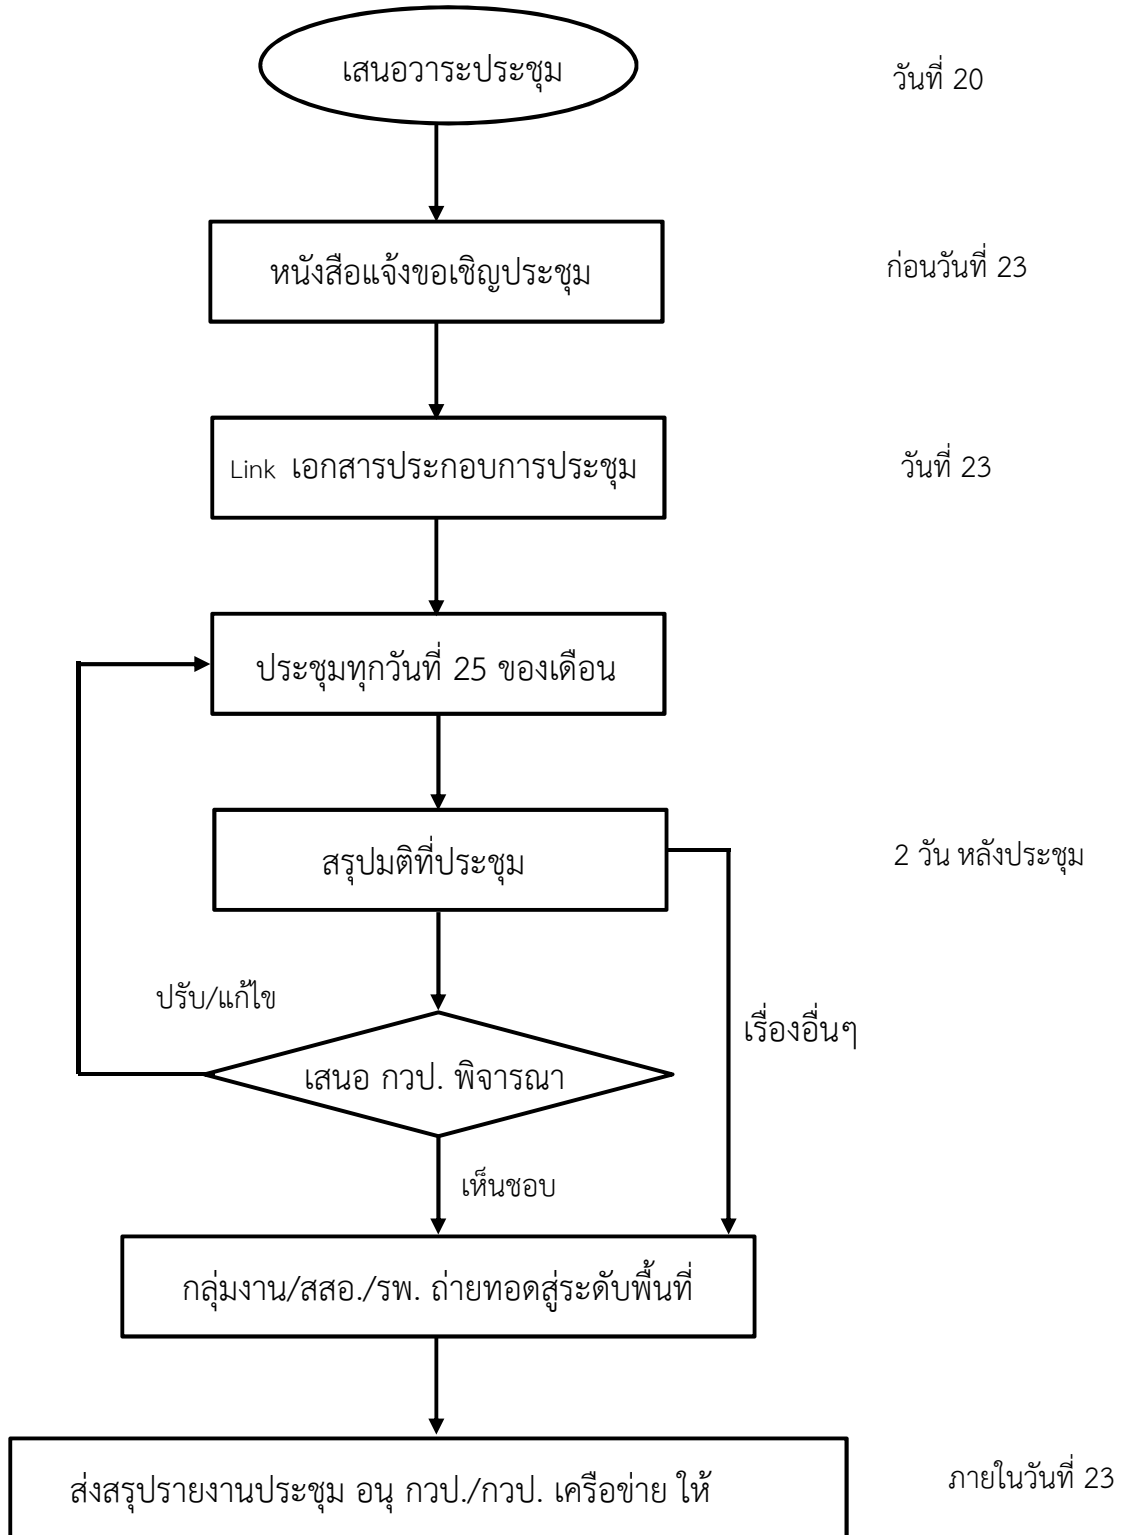 เสนอวาระประชุม
วันที่ 20
หนังสือแจ้งขอเชิญประชุม
ก่อนวันที่ 23
Link เอกสารประกอบการประชุม
วันที่ 23
ประชุมทุกวันที่ 25 ของเดือน
สรุปมติที่ประชุม
2 วัน หลังประชุม
ปรับ/แก้ไข
เรื่องอื่นๆ
เสนอ กวป. พิจารณา
เห็นชอบ
กลุ่มงาน/สสอ./รพ. ถ่ายทอดสู่ระดับพื้นที่
ส่งสรุปรายงานประชุม อนุ กวป./กวป. เครือข่าย ให้
ภายในวันที่ 23